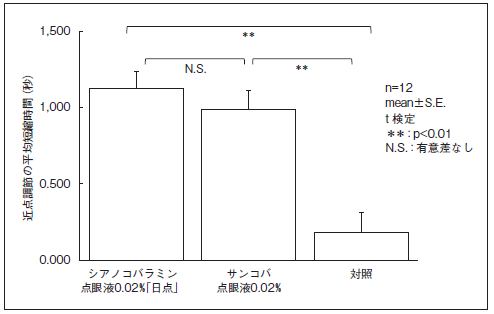 1,500
1,000
0.500
0.000
近点調節の平均短縮時間(秒)
**
N.S.
**
n=12
mean±S.E.
t 検定
**:p<0.01
N.S.:有意差なし
シアノコバラミン
点眼液0.02%「日点」
サンコバ
点眼液0.02%
対照